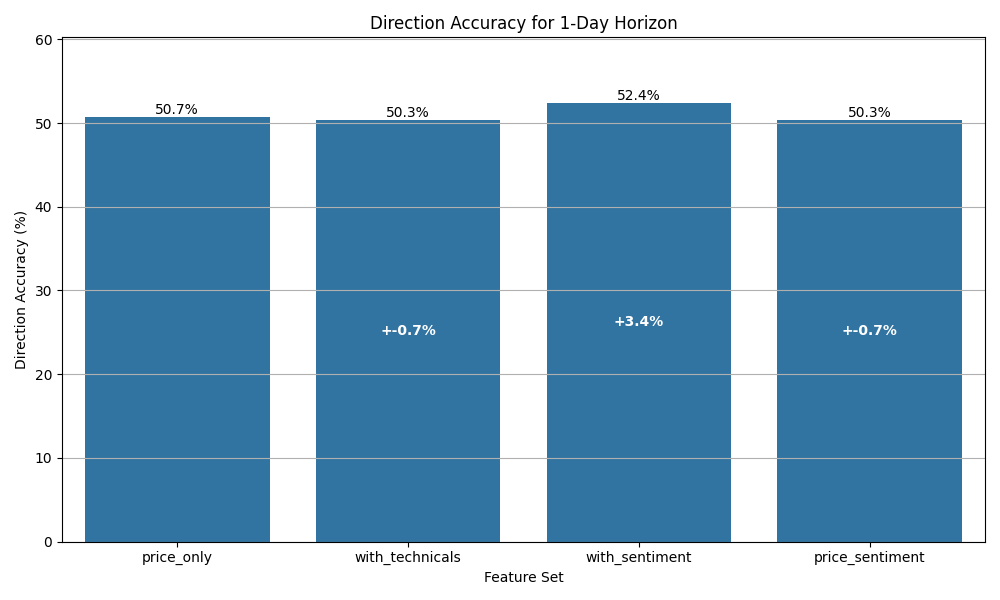 Direction Accuracy for 1-Day Horizon
Direction Accuracy (%)
60
50
40
30
20
10
0
50.7%
50.3%
52.4%
50.3%
+-0.7%
+3.4%
+-0.7%
price_only
with_technicals
with_sentiment
price_sentiment
Feature Set